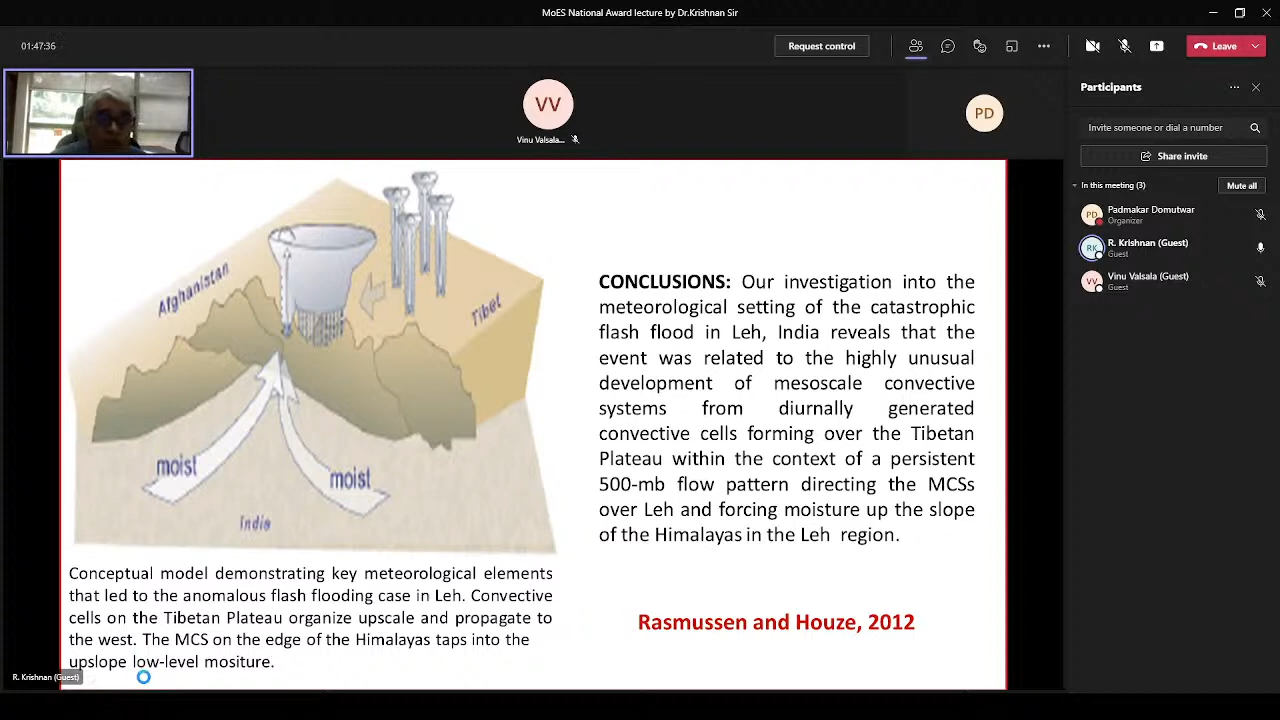 MoES National Award lecture by Dr.Krishnan Sir
01:47:36
Request control
Leave
VV
Vinu Valsala...
PD
Participants
Invite someone or dial a number
Share invite
In this meeting (3)
Mute all
PD
Padmakar Domutwar
Organizer
RK
R. Krishnan (Guest)
Guest
VV
Vinu Valsala (Guest)
Guest
Afghanistan
Tibet
moist
moist
India
Conceptual model demonstrating key meteorological elements
that led to the anomalous flash flooding case in Leh. Convective
cells on the Tibetan Plateau organize upscale and propagate to
the west. The MCS on the edge of the Himalayas taps into the
upslope low-level mositure.
CONCLUSIONS: Our investigation into the
meteorological setting of the catastrophic
flash flood in Leh, India reveals that the
event was related to the highly unusual
development of mesoscale convective
systems from diurnally generated
convective cells forming over the Tibetan
Plateau within the context of a persistent
500-mb flow pattern directing the MCSs
over Leh and forcing moisture up the slope
of the Himalayas in the Leh region.
Rasmussen and Houze, 2012
R. Krishnan (Guest)